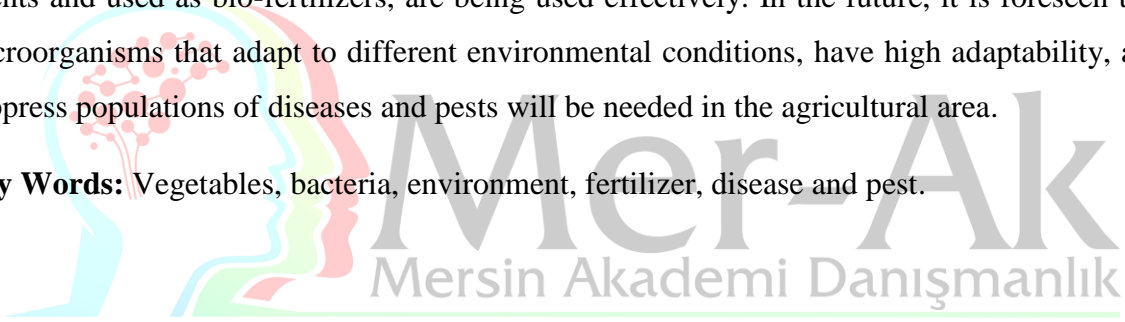 ents and used as bio-fertilizers, are being used effectively. In the future, it is foreseen t
croorganisms that adapt to different environmental conditions, have high adaptability, a
ppress populations of diseases and pests will be needed in the agricultural area.
y Words: Vegetables, bacteria, environment, fertilizer, disease and pest.
Mer-Ak
Mersin Akademi Danışmanlık